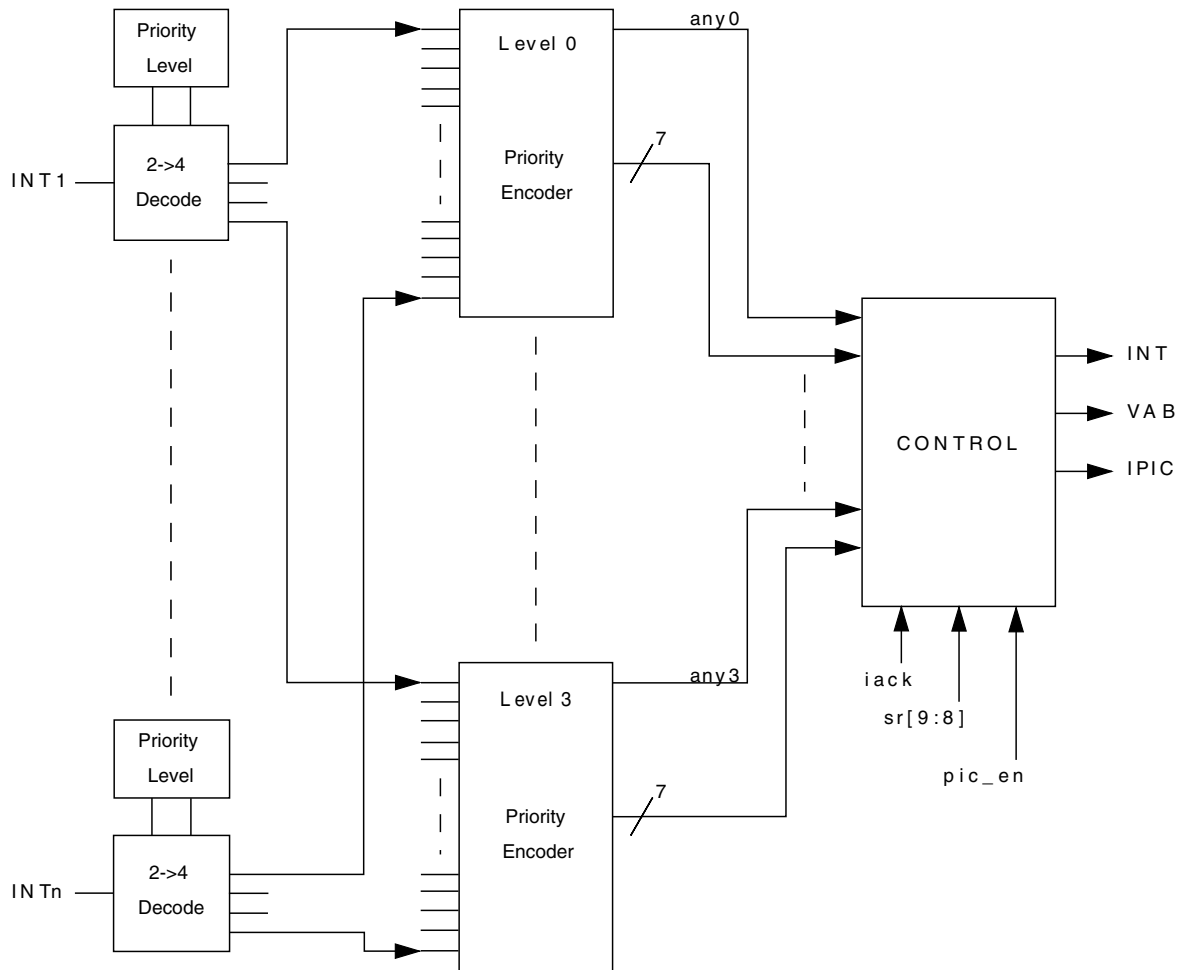 Priority
Level
2->4
Decode
INT1
Level 0
Priority
Encoder
any0
7
CONTROL
INT
VAB
IPIC
iack
sr[9:8]
pic_en
Level 3
Priority
Encoder
any3
7
Priority
Level
2->4
Decode
INTn